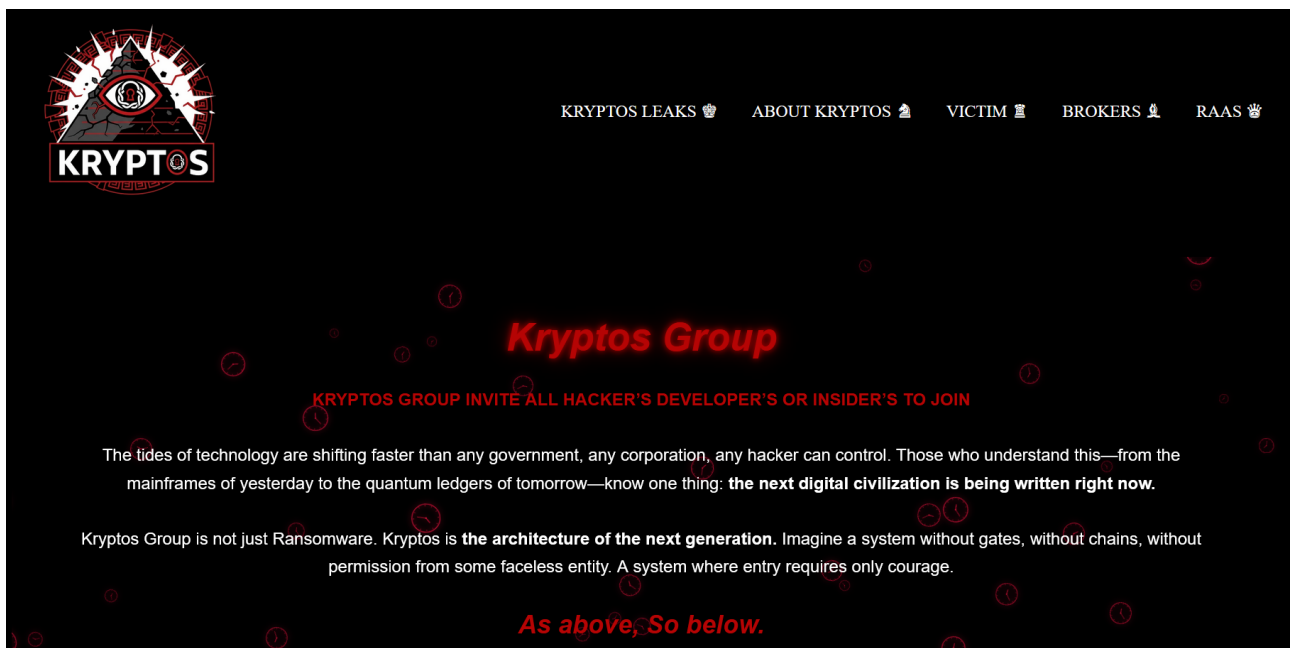 KRYPTOS
KRYPTOS LEAKS ♚ ABOUT KRYPTOS ♞ VICTIM ♜ BROKERS ♝ RAAS ♛
Kryptos Group
KRYPTOS GROUP INVITE ALL HACKER'S DEVELOPER'S OR INSIDER'S TO JOIN
The tides of technology are shifting faster than any government, any corporation, any hacker can control. Those who understand this—from the
mainframes of yesterday to the quantum ledgers of tomorrow—know one thing: the next digital civilization is being written right now.
Kryptos Group is not just Ransomware. Kryptos is the architecture of the next generation. Imagine a system without gates, without chains, without
permission from some faceless entity. A system where entry requires only courage.
As above, So below.